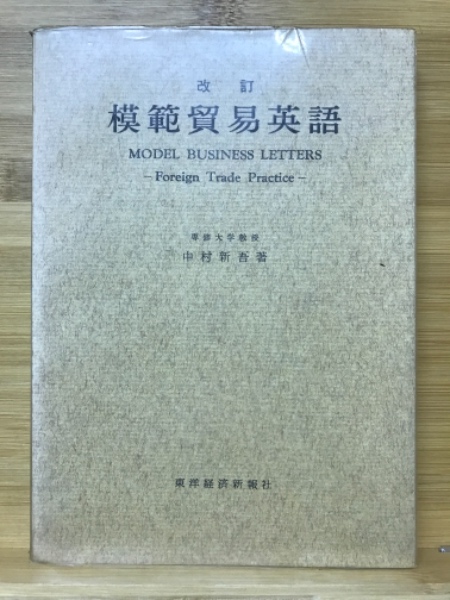 改訂
模範貿易英語
MODEL BUSINESS LETTERS
— Foreign Trade Practice —
専修大学教授
中村新吾著
東洋経済新報社